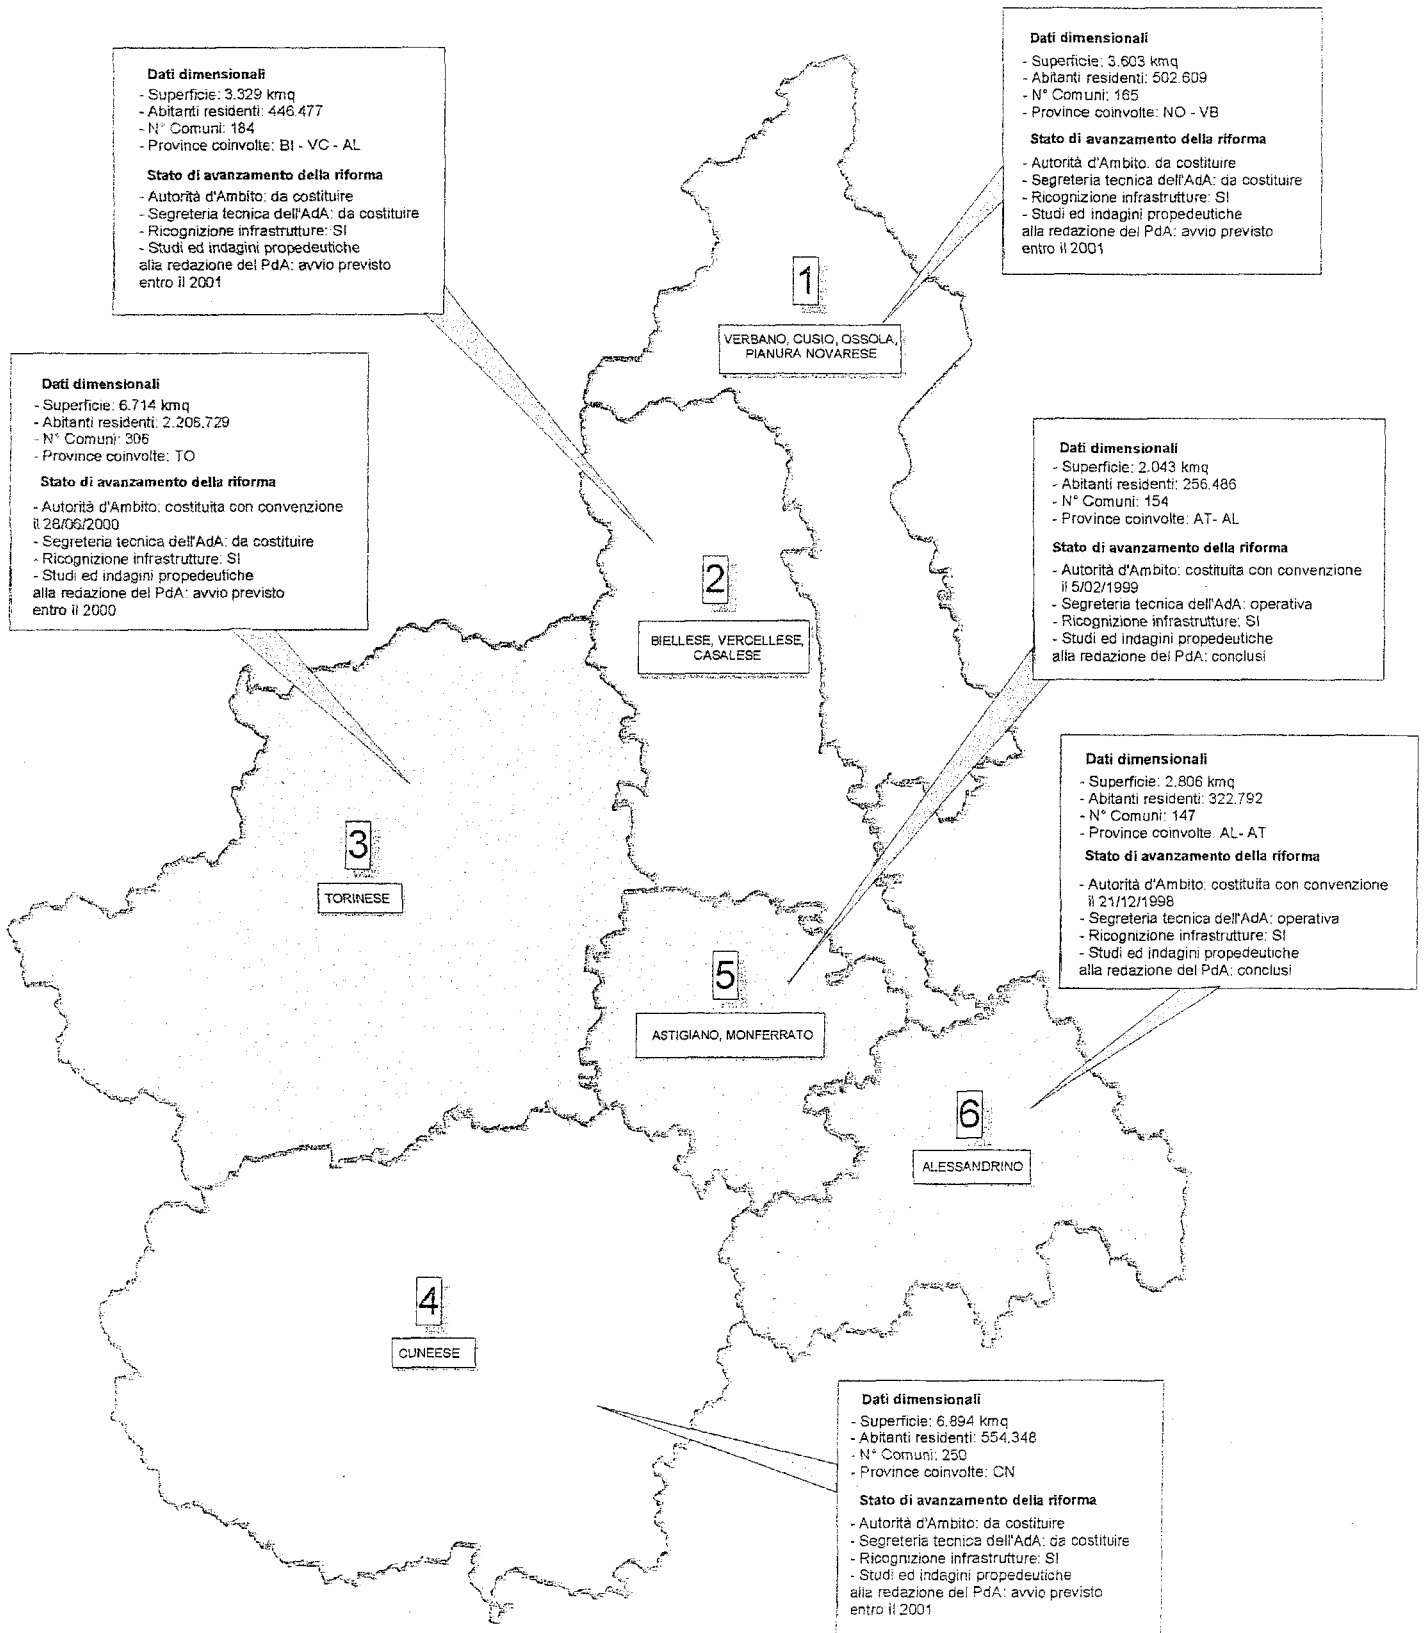 Dati dimensionali
- Superficie: 3.603 kmq
- Abitanti residenti: 502.609
- N° Comuni: 165
- Province coinvolte: NO - VB
Stato di avanzamento della riforma
- Autorità d'Ambito: da costituire
- Segreteria tecnica dell'AdA: da costituire
- Ricognizione infrastrutture: SI
- Studi ed indagini propedeutiche
alla redazione del PdA: avvio previsto
entro il 2001
Dati dimensionali
- Superficie: 3.329 kmq
- Abitanti residenti: 446.477
- N° Comuni: 184
- Province coinvolte: BI - VC - AL
Stato di avanzamento della riforma
- Autorità d'Ambito: da costituire
- Segreteria tecnica dell'AdA: da costituire
- Ricognizione infrastrutture: SI
- Studi ed indagini propedeutiche
alla redazione del PdA: avvio previsto
entro il 2001
1
VERBANO, CUSIO, OSSOLA,
PIANURA NOVARESE
Dati dimensionali
- Superficie: 6.714 kmq
- Abitanti residenti: 2.206.729
- N° Comuni: 306
- Province coinvolte: TO
Stato di avanzamento della riforma
- Autorità d'Ambito: costituita con convenzione
il 28/06/2000
- Segreteria tecnica dell'AdA: da costituire
- Ricognizione infrastrutture: SI
- Studi ed indagini propedeutiche
alla redazione del PdA: avvio previsto
entro il 2000
Dati dimensionali
- Superficie: 2.043 kmq
- Abitanti residenti: 256.486
- N° Comuni: 154
- Province coinvolte: AT- AL
Stato di avanzamento della riforma
- Autorità d'Ambito: costituita con convenzione
il 5/02/1999
- Segreteria tecnica dell'AdA: operativa
- Ricognizione infrastrutture: SI
- Studi ed indagini propedeutiche
alla redazione del PdA: conclusi
2
BIELLESE, VERCELLESE,
CASALESE
Dati dimensionali
- Superficie: 2.806 kmq
- Abitanti residenti: 322.792
- N° Comuni: 147
- Province coinvolte AL- AT
Stato di avanzamento della riforma
- Autorità d'Ambito: costituita con convenzione
il 21/12/1998
- Segreteria tecnica dell'AdA: operativa
- Ricognizione infrastrutture: SI
- Studi ed indagini propedeutiche
alla redazione del PdA: conclusi
3
TORINESE
5
ASTIGIANO, MONFERRATO
6
ALESSANDRINO
4
CUNEESE
Dati dimensionali
- Superficie: 6.894 kmq
- Abitanti residenti: 554.348
- N° Comuni: 250
- Province coinvolte: CN
Stato di avanzamento della riforma
- Autorità d'Ambito: da costituire
- Segreteria tecnica dell'AdA: da costituire
- Ricognizione infrastrutture: SI
- Studi ed indagini propedeutiche
alla redazione del PdA: avvio previsto
entro il 2001